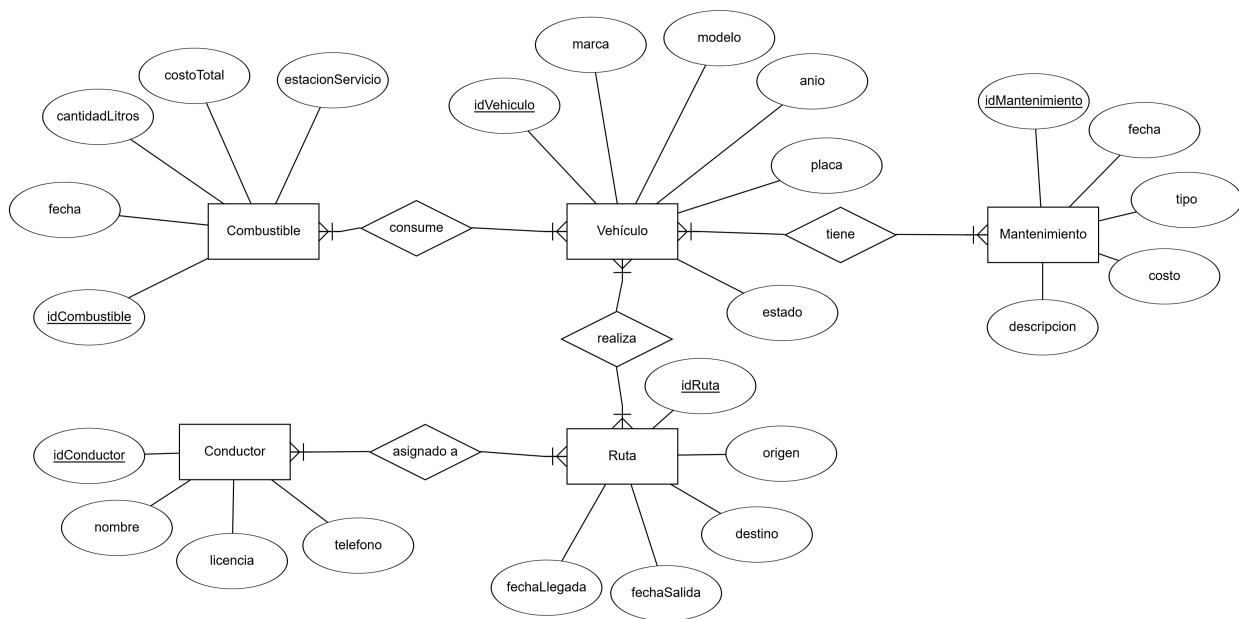 marca
modelo
costoTotal
estacionServicio
anio
idVehiculo
idMantenimiento
cantidadLitros
fecha
placa
tipo
fecha
Combustible
consume
Vehículo
tiene
Mantenimiento
costo
idCombustible
estado
descripcion
realiza
idRuta
idConductor
Conductor
asignado a
Ruta
origen
nombre
licencia
telefono
destino
fechaLlegada
fechaSalida